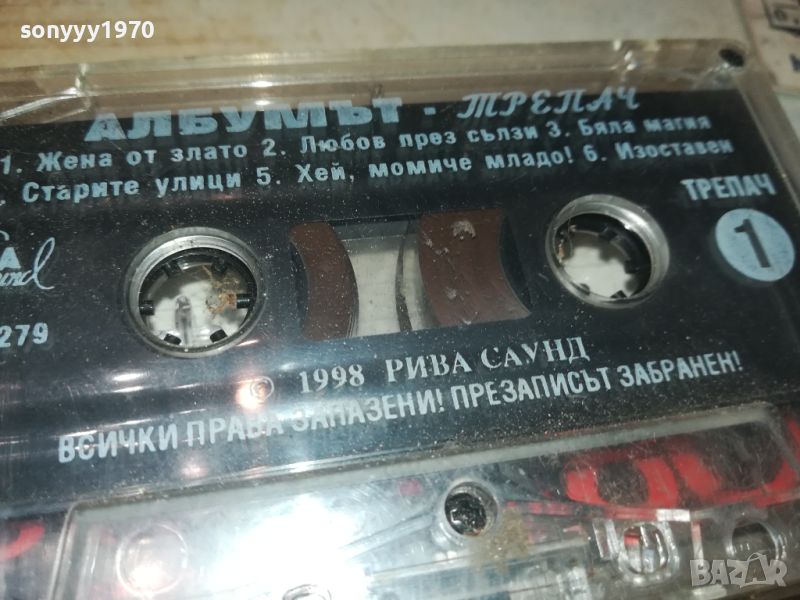 sonyyy1970
АЛБУМЪТ - ТРЕПАЧ
1. Жена от злато 2. Любов през сълзи 3. Бяла магия
Старите улици 5. Хей, момиче младо! 6. Изоставен
ТРЕПАЧ
1
279
© 1998 РИВА САУНД
ВСИЧКИ ПРАВА ЗАПАЗЕНИ! ПРЕЗАПИСЪТ ЗАБРАНЕН!
BAZAR